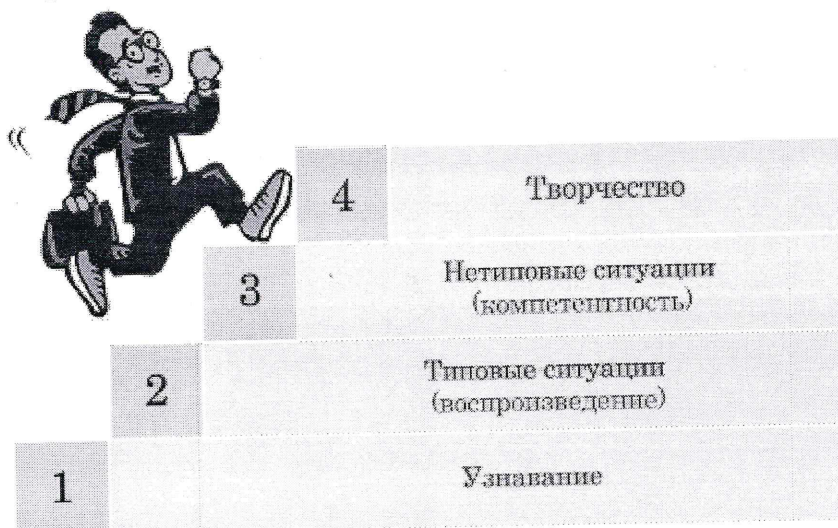 4
Творчество
3
Нетиповые ситуации
(компетентность)
2
Типовые ситуации
(воспроизведение)
1
Узнавание